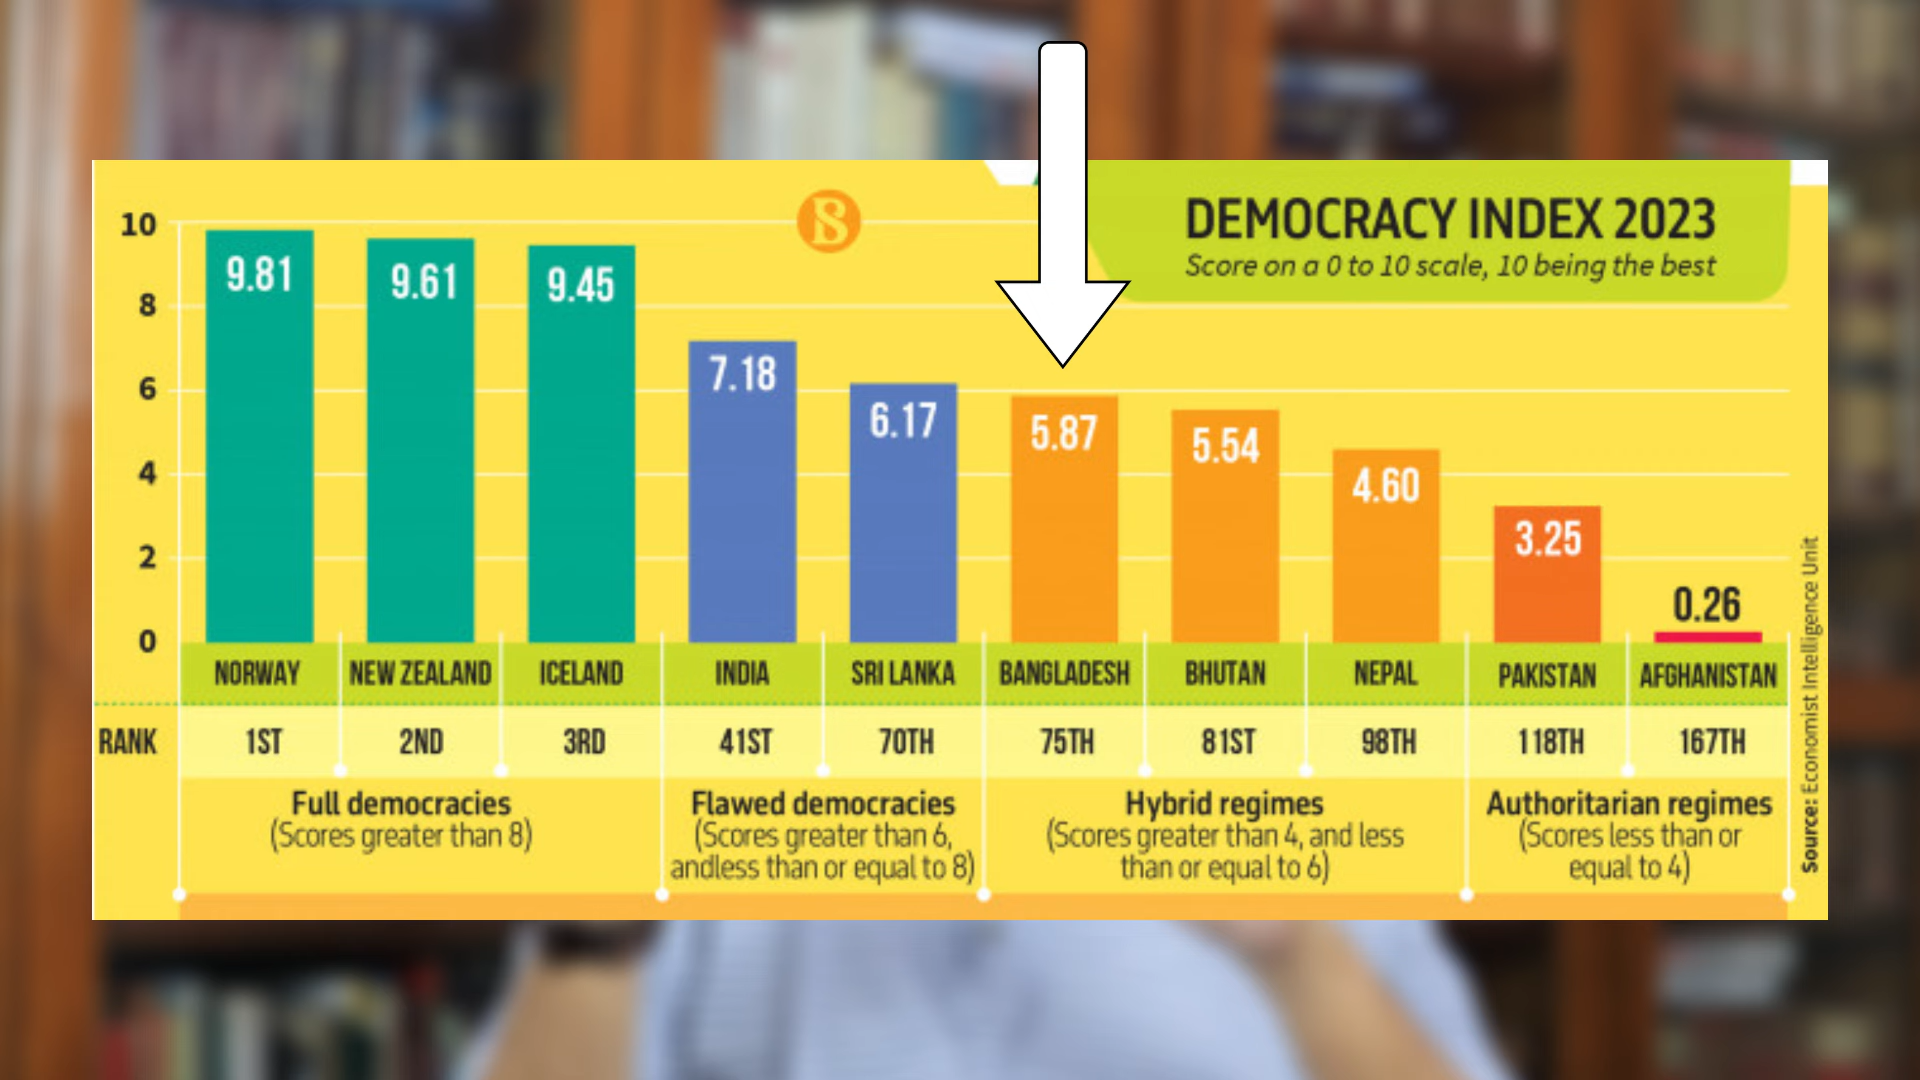 DEMOCRACY INDEX 2023
Score on a 0 to 10 scale, 10 being the best
B
10
8
6
4
2
0
9.81
9.61
9.45
7.18
6.17
5.87
5.54
4.60
3.25
0.26
NORWAY NEW ZEALAND ICELAND INDIA SRI LANKA BANGLADESH BHUTAN NEPAL PAKISTAN AFGHANISTAN
RANK 1ST 2ND 3RD 41ST 70TH 75TH 81ST 98TH 118TH 167TH
Full democracies
(Scores greater than 8)
Flawed democracies
(Scores greater than 6,
andless than or equal to 8)
Hybrid regimes
(Scores greater than 4, and less
than or equal to 6)
Authoritarian regimes
(Scores less than or
equal to 4)
Source: Economist Intelligence Unit